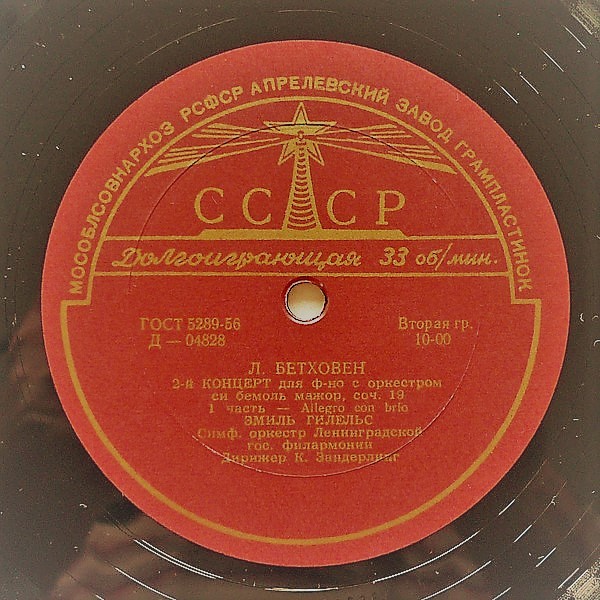 МОСОБЛСОВНАРХОЗ РСФСР АПРЕЛЕВСКИЙ ЗАВОД ГРАМПЛАСТИНОК
СССР
Долгоиграющая 33 об/мин.
ГОСТ 5289-56
Д — 04828
Вторая гр.
10-00
Л. БЕТХОВЕН
2-й КОНЦЕРТ для ф-но с оркестром
си бемоль мажор, соч. 19
1 часть — Allegro con brio
ЭМИЛЬ ГИЛЕЛЬС
Симф. оркестр Ленинградской
гос. филармонии
Дирижер К. Зандерлинг